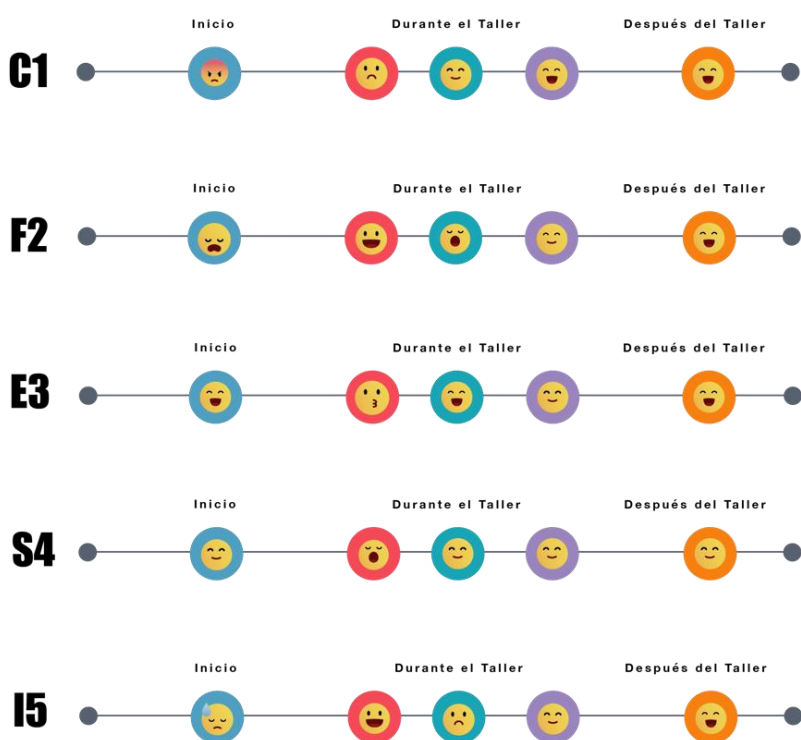 Inicio Durante el Taller Después del Taller
C1
Inicio Durante el Taller Después del Taller
F2
Inicio Durante el Taller Después del Taller
E3
Inicio Durante el Taller Después del Taller
S4
Inicio Durante el Taller Después del Taller
I5